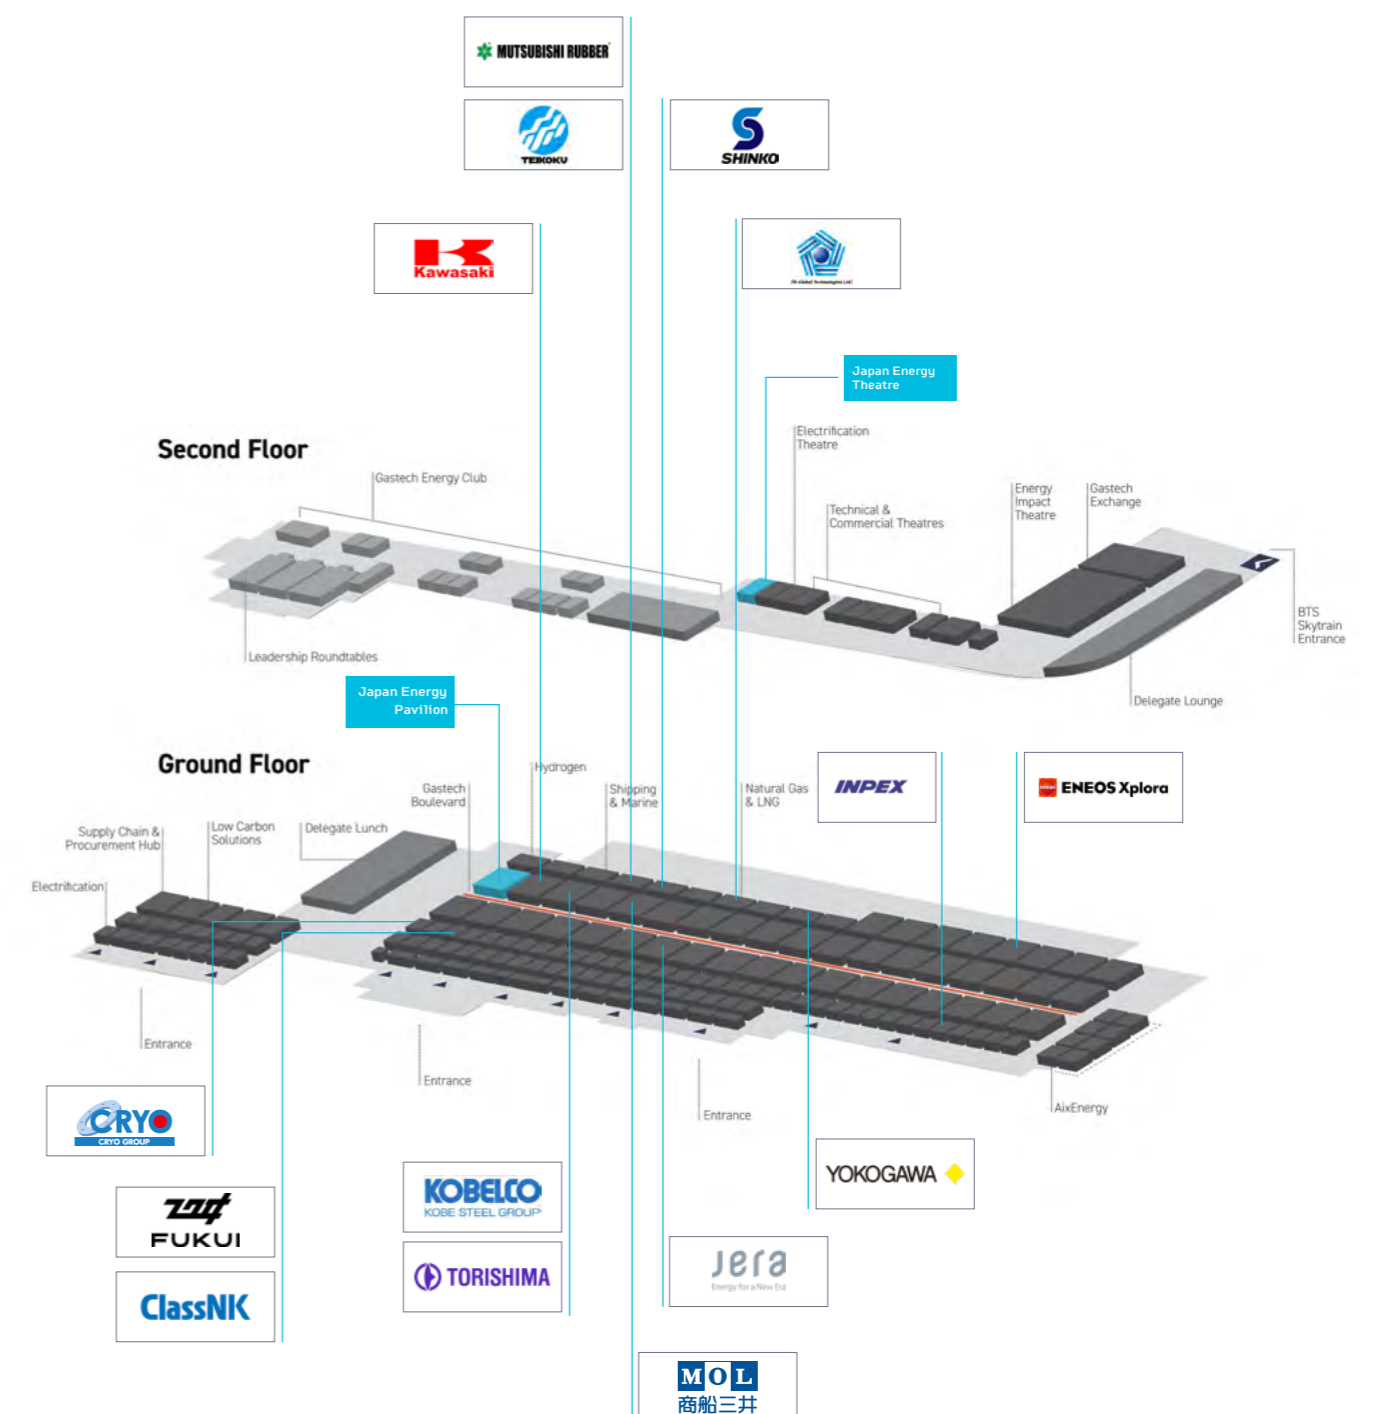 MUTSUBISHI RUBBER
TEIKOKU
SHINKO
Kawasaki
Japan Energy
Theatre
Second Floor
Electrification
Theatre
Gastech Energy Club
Technical &
Commercial Theatres
Energy
Impact
Theatre
Gastech
Exchange
BTS
Skytrain
Entrance
Leadership Roundtables
Delegate Lounge
Japan Energy
Pavilion
Ground Floor
Hydrogen
Gastech
Boulevard
Shipping
& Marine
Natural Gas
& LNG
INPEX
ENEOS
ENEOS Xplora
Supply Chain &
Procurement Hub
Low Carbon
Solutions
Delegate Lunch
Electrification
Entrance
Entrance
Entrance
AixEnergy
CRYO
CRYO GROUP
FUKUI
ClassNK
KOBELCO
KOBE STEEL GROUP
TORISHIMA
YOKOGAWA
Jera
Energy for a New Era
MOL
商船三井